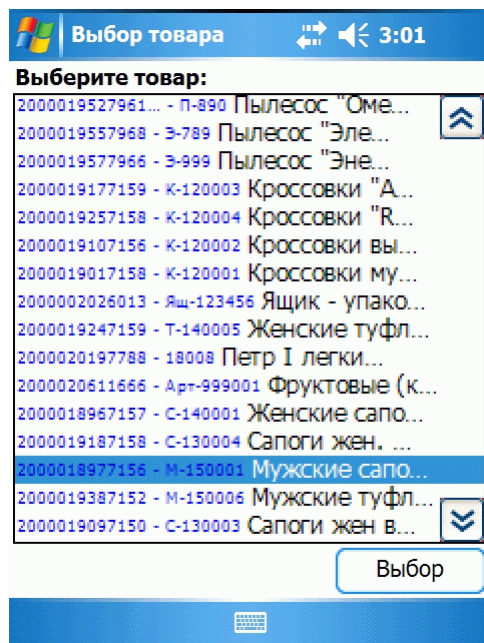 Выбор товара 3:01
Выберите товар:
2000019527961... - П-890 Пылесос "Оме...
2000019557968 - Э-789 Пылесос "Эле...
2000019577966 - Э-999 Пылесос "Эне...
2000019177159 - К-120003 Кроссовки "A...
2000019257158 - К-120004 Кроссовки "R...
2000019107156 - К-120002 Кроссовки вы...
2000019017158 - К-120001 Кроссовки му...
2000002026013 - Ящ-123456 Ящик - упако...
2000019247159 - Т-140005 Женские туфл...
2000020197788 - 18008 Петр I легки...
2000020611666 - Арт-999001 Фруктовые (к...
2000018967157 - С-140001 Женские сапо...
2000019187158 - С-130004 Сапоги жен. ...
2000018977156 - М-150001 Мужские сапо...
2000019387152 - М-150006 Мужские туфл...
2000019097150 - С-130003 Сапоги жен в...
Выбор